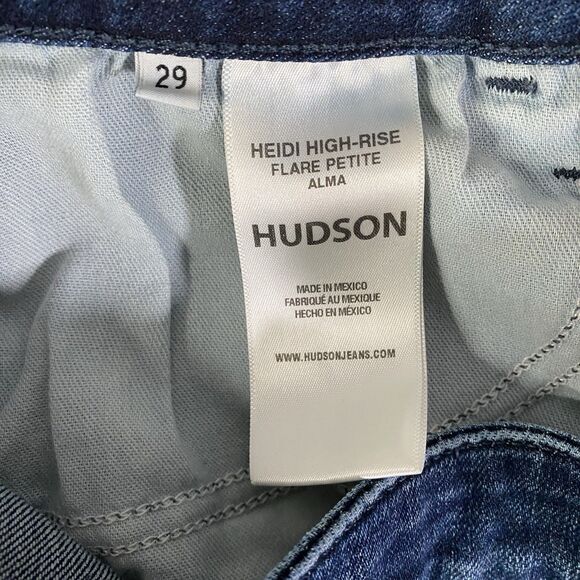 29
HEIDI HIGH-RISE
FLARE PETITE
ALMA
HUDSON
MADE IN MEXICO
FABRIQUÉ AU MEXIQUE
HECHO EN MÉXICO
WWW.HUDSONJEANS.COM